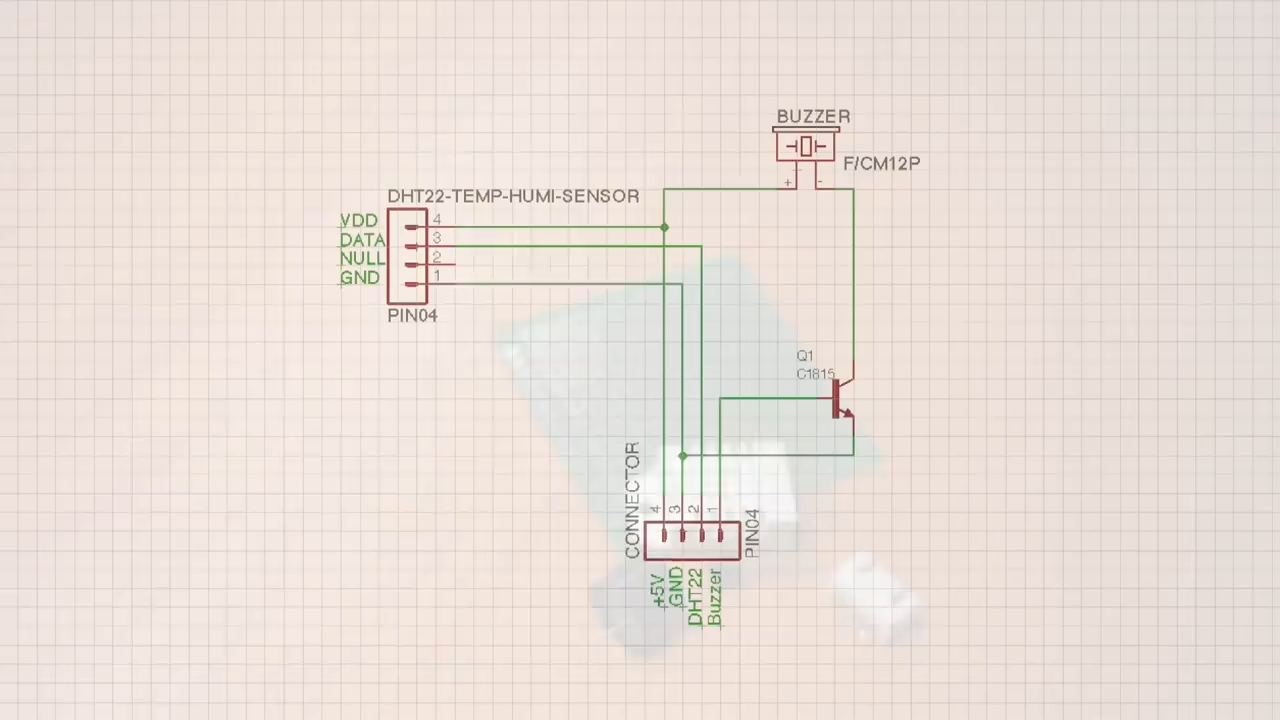 BUZZER
F/CM12P
+ -
DHT22-TEMP-HUMI-SENSOR
VDD 4
DATA 3
NULL 2
GND 1
PIN04
Q1
C1815
CONNECTOR
4 3 2 1
PIN04
+5V
GND
DHT22
Buzzer